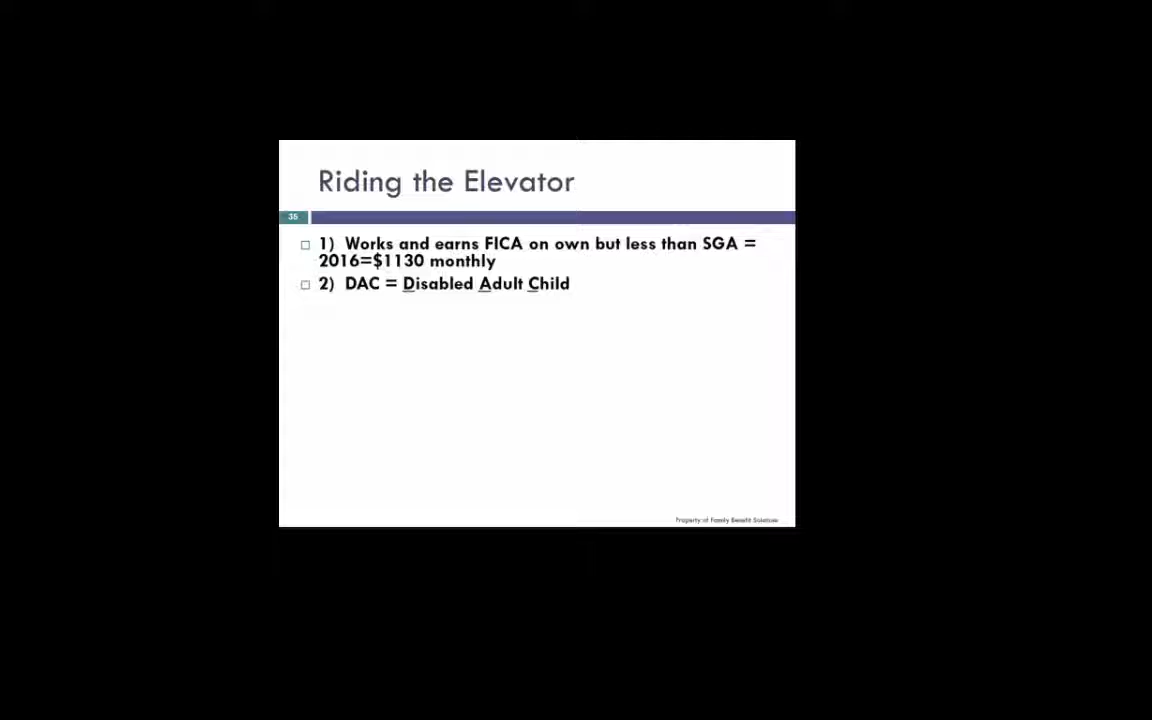 Riding the Elevator
35
1) Works and earns FICA on own but less than SGA =
2016=$1130 monthly
2) DAC = Disabled Adult Child
Property of Family Benefit Solutions